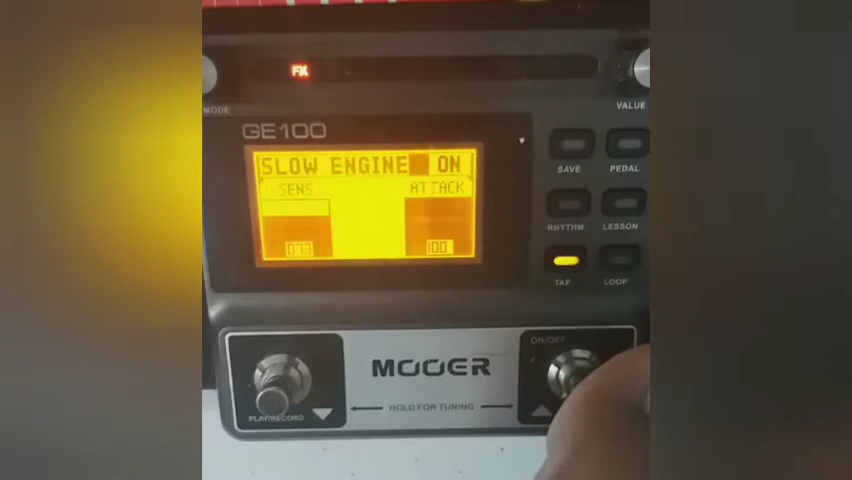 FX
MODE
VALUE
GE100
SLOW ENGINE ON
SENS ATTACK
100
SAVE PEDAL
RHYTHM LESSON
TAP LOOP
ON/OFF
MOOER
HOLD FOR TUNING
PLAY/RECORD